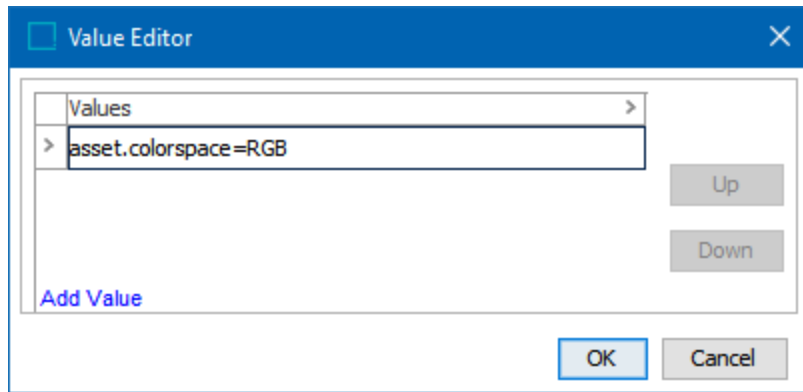 Value Editor
Values
asset.colorspace=RGB
Up
Down
Add Value
OK
Cancel